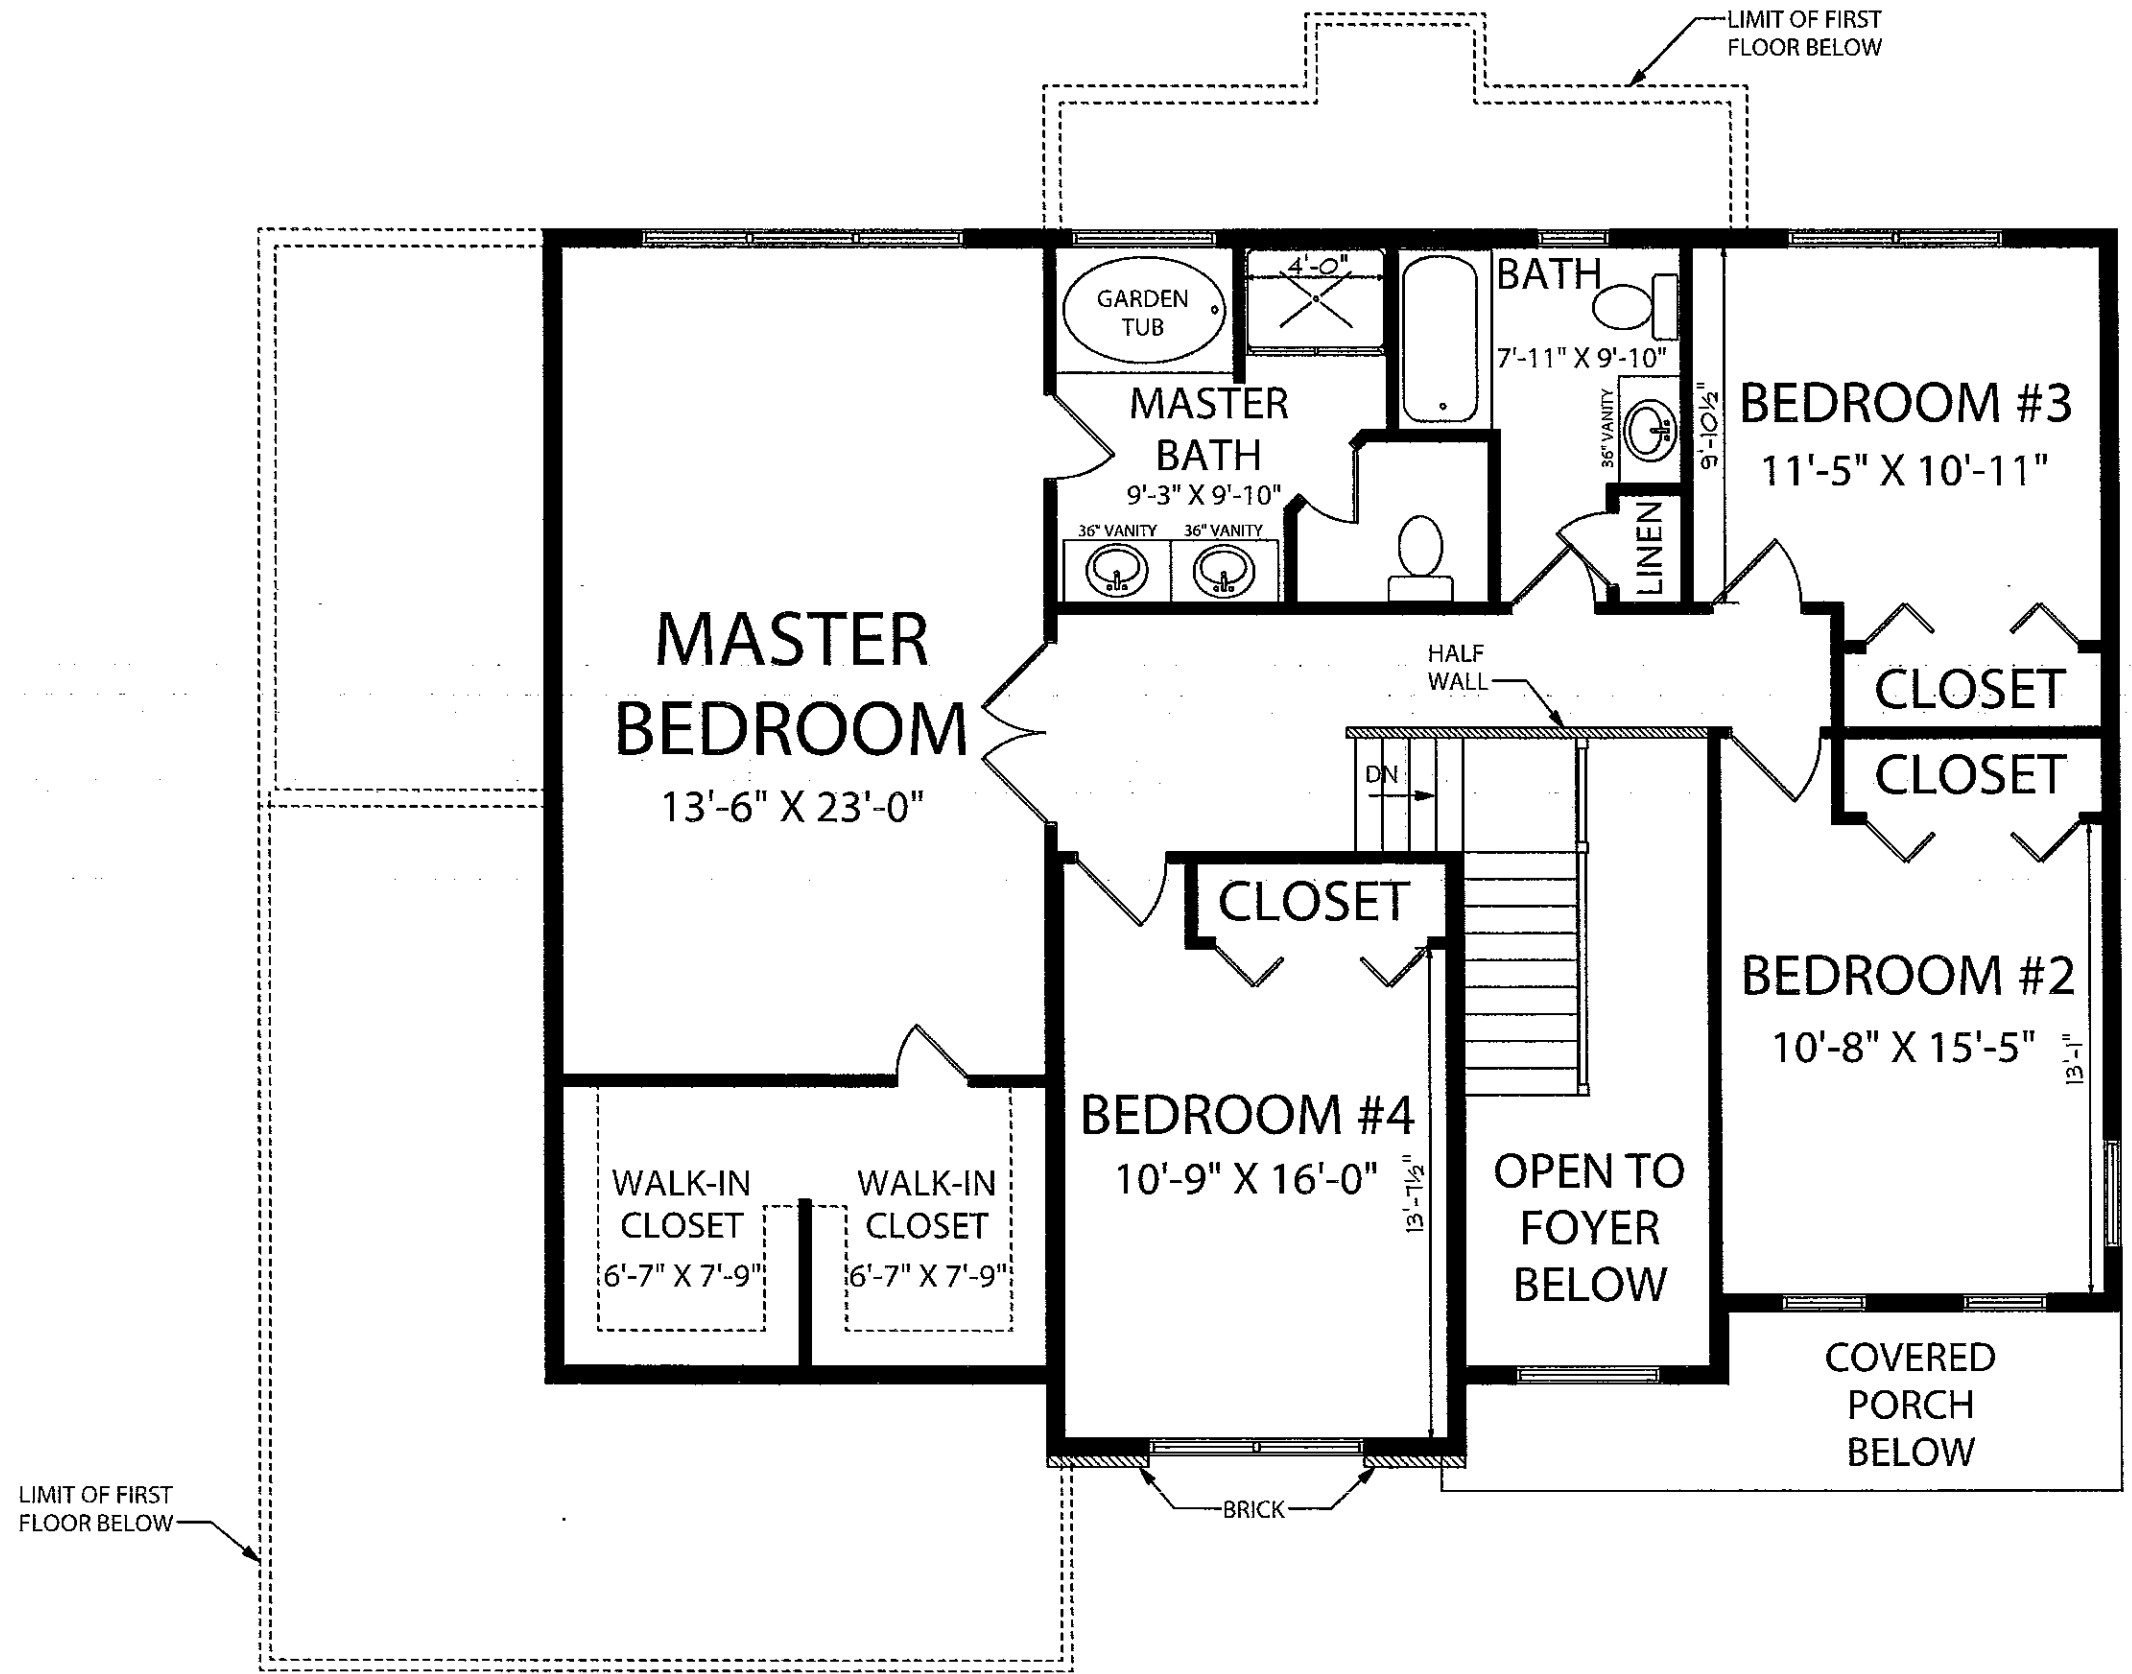 LIMIT OF FIRST
FLOOR BELOW
GARDEN
TUB
4'-0"
BATH
7'-11" X 9'-10"
36" VANITY
9'-10½"
MASTER
BATH
9'-3" X 9'-10"
36" VANITY
36" VANITY
LINEN
BEDROOM #3
11'-5" X 10'-11"
CLOSET
MASTER
BEDROOM
13'-6" X 23'-0"
HALF
WALL
DN
CLOSET
CLOSET
BEDROOM #2
10'-8" X 15'-5"
13'-1"
BEDROOM #4
10'-9" X 16'-0"
13'-7½"
OPEN TO
FOYER
BELOW
WALK-IN
CLOSET
6'-7" X 7'-9"
WALK-IN
CLOSET
6'-7" X 7'-9"
COVERED
PORCH
BELOW
BRICK
LIMIT OF FIRST
FLOOR BELOW